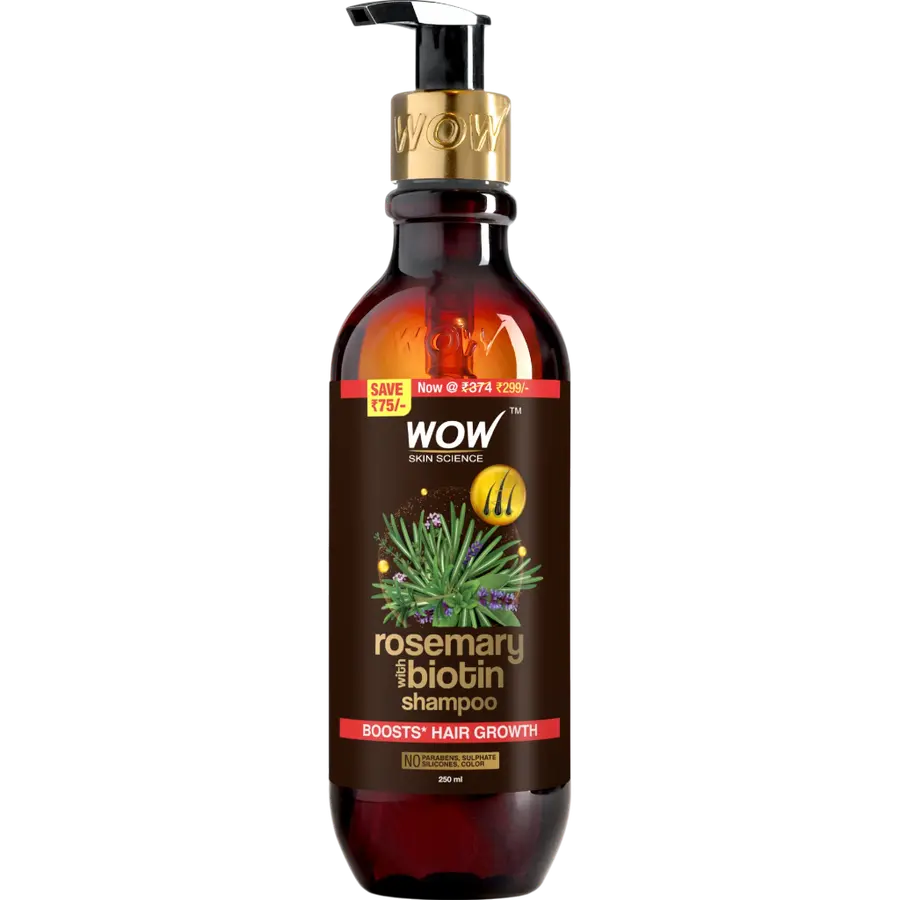 WOW
WOW
SAVE
₹75/-
Now @ ₹374 ₹299/-
WOW™
SKIN SCIENCE
rosemary
with
biotin
shampoo
BOOSTS* HAIR GROWTH
NO PARABENS, SULPHATE
SILICONES, COLOR
250 ml